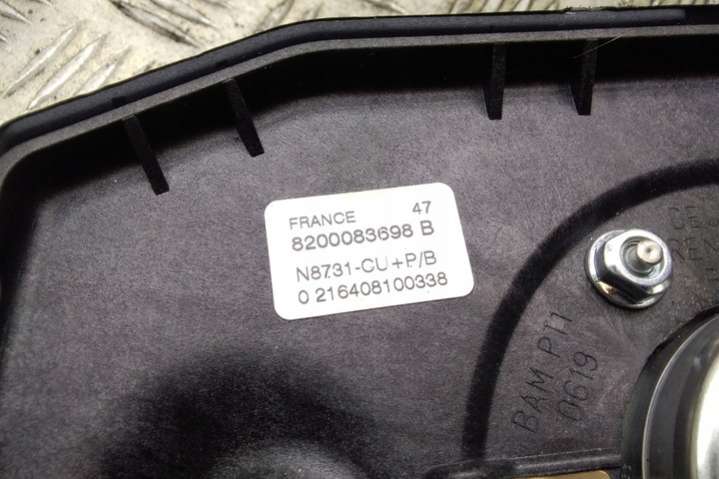 FRANCE 47
8200083698 B
N8731-CU+P/B
0 216408100338
BAM P11
0619